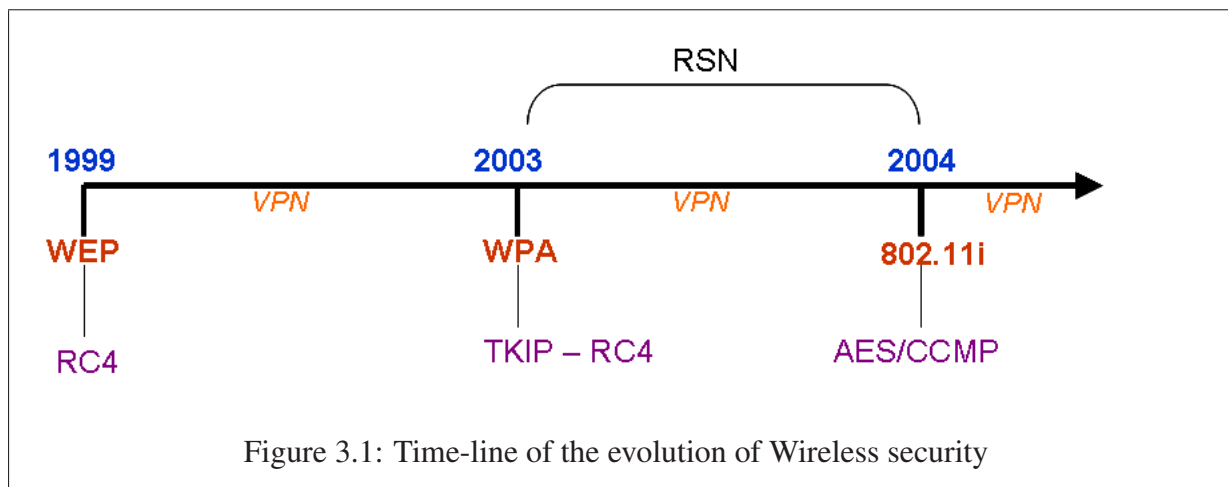 RSN
1999 2003 2004
VPN VPN VPN
WEP WPA 802.11i
RC4 TKIP – RC4 AES/CCMP
Figure 3.1: Time-line of the evolution of Wireless security